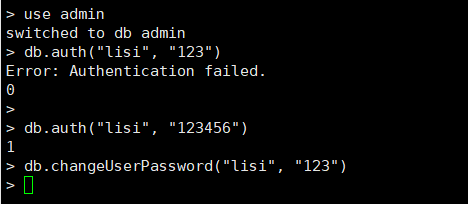 > use admin
switched to db admin
> db.auth("lisi", "123")
Error: Authentication failed.
0
>
> db.auth("lisi", "123456")
1
> db.changeUserPassword("lisi", "123")
>